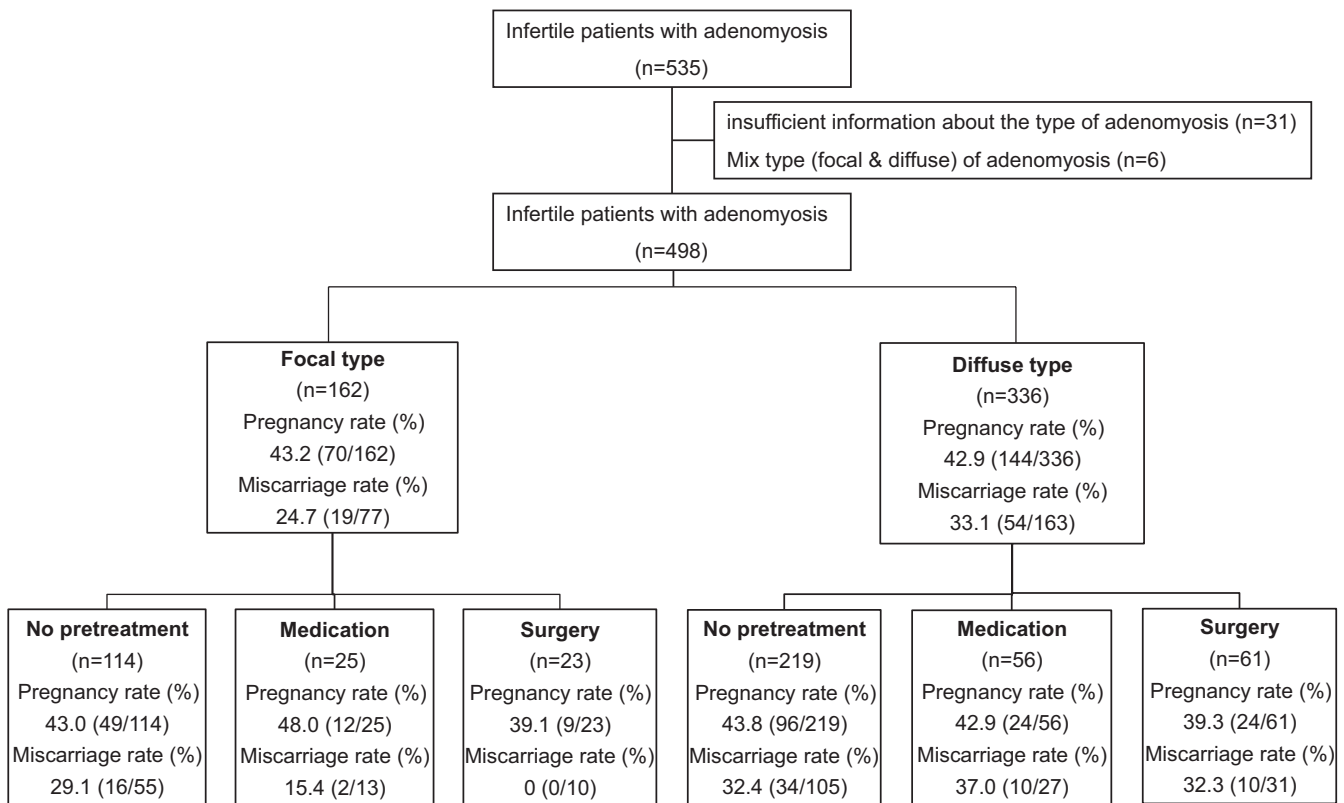 Infertile patients with adenomyosis
(n=535)
insufficient information about the type of adenomyosis (n=31)
Mix type (focal & diffuse) of adenomyosis (n=6)
Infertile patients with adenomyosis
(n=498)
Focal type
(n=162)
Pregnancy rate (%)
43.2 (70/162)
Miscarriage rate (%)
24.7 (19/77)
Diffuse type
(n=336)
Pregnancy rate (%)
42.9 (144/336)
Miscarriage rate (%)
33.1 (54/163)
No pretreatment
(n=114)
Pregnancy rate (%)
43.0 (49/114)
Miscarriage rate (%)
29.1 (16/55)
Medication
(n=25)
Pregnancy rate (%)
48.0 (12/25)
Miscarriage rate (%)
15.4 (2/13)
Surgery
(n=23)
Pregnancy rate (%)
39.1 (9/23)
Miscarriage rate (%)
0 (0/10)
No pretreatment
(n=219)
Pregnancy rate (%)
43.8 (96/219)
Miscarriage rate (%)
32.4 (34/105)
Medication
(n=56)
Pregnancy rate (%)
42.9 (24/56)
Miscarriage rate (%)
37.0 (10/27)
Surgery
(n=61)
Pregnancy rate (%)
39.3 (24/61)
Miscarriage rate (%)
32.3 (10/31)